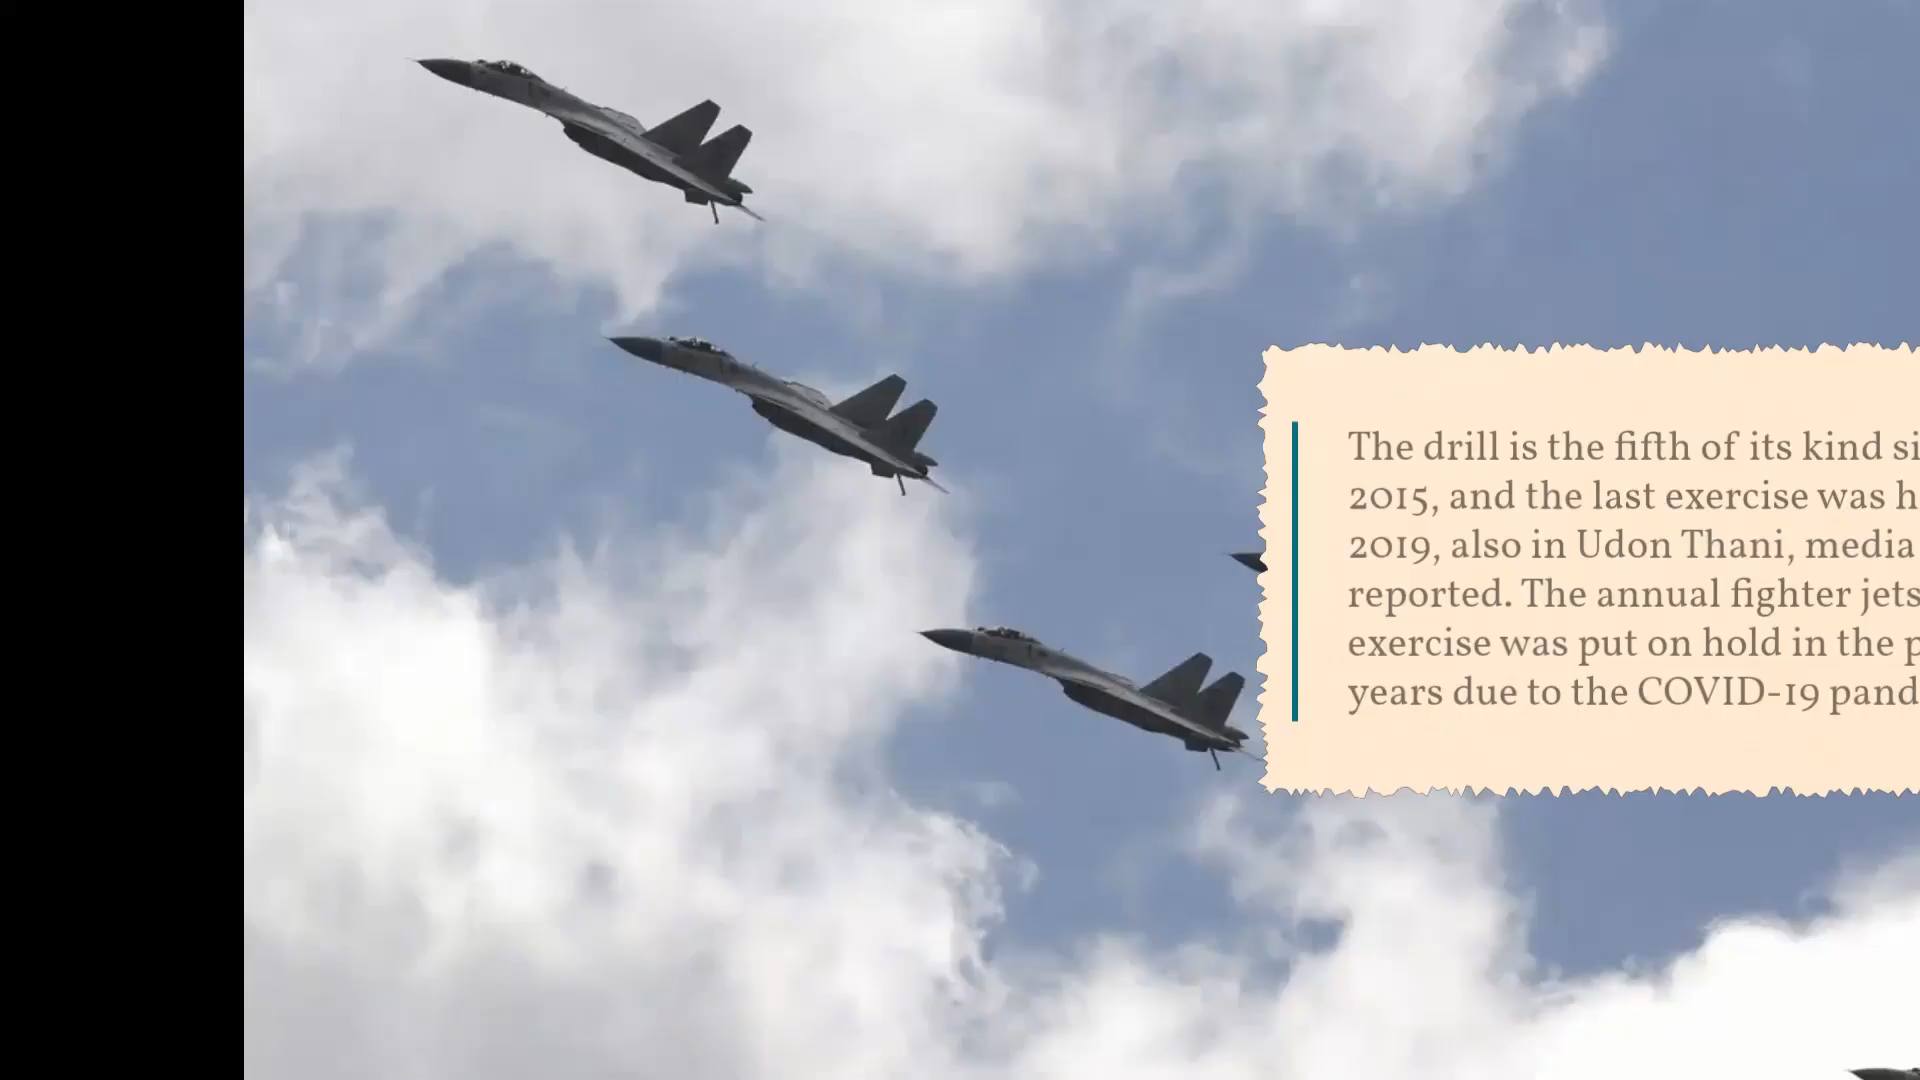 The drill is the fifth of its kind si
2015, and the last exercise was h
2019, also in Udon Thani, media
reported. The annual fighter jets
exercise was put on hold in the p
years due to the COVID-19 pand